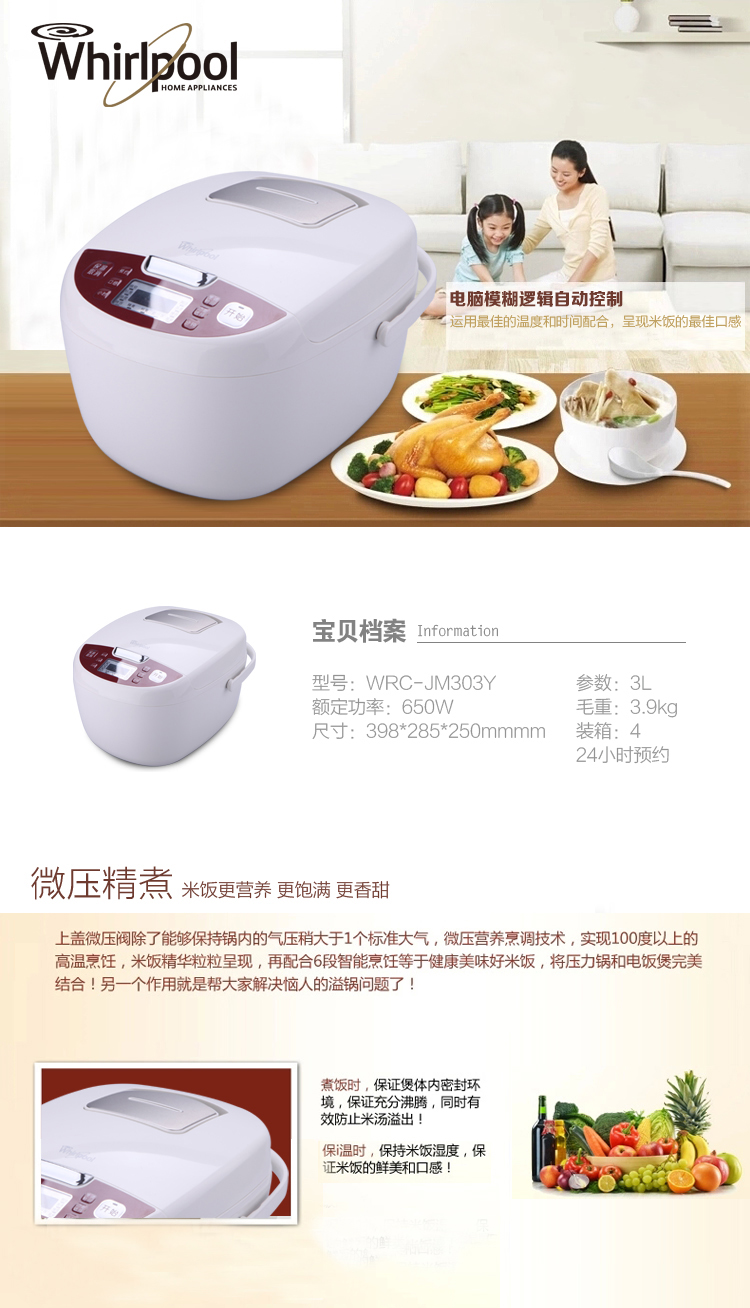 Whirlpool
HOME APPLIANCES
Whirlpool
开始
电脑模糊逻辑自动控制
运用最佳的温度和时间配合，呈现米饭的最佳口感
宝贝档案 Information
型号：WRC-JM303Y
额定功率：650W
尺寸：398*285*250mmmm
参数：3L
毛重：3.9kg
装箱：4
24小时预约
微压精煮 米饭更营养 更饱满 更香甜
上盖微压阀除了能够保持锅内的气压稍大于1个标准大气，微压营养烹调技术，实现100度以上的
高温烹饪，米饭精华粒粒呈现，再配合6段智能烹饪等于健康美味好米饭，将压力锅和电饭煲完美
结合！另一个作用就是帮大家解决恼人的溢锅问题了！
开始
煮饭时，保证煲体内密封环
境，保证充分沸腾，同时有
效防止米汤溢出！
保i温时，保持米饭湿度，保
证米饭的鲜美和口感！